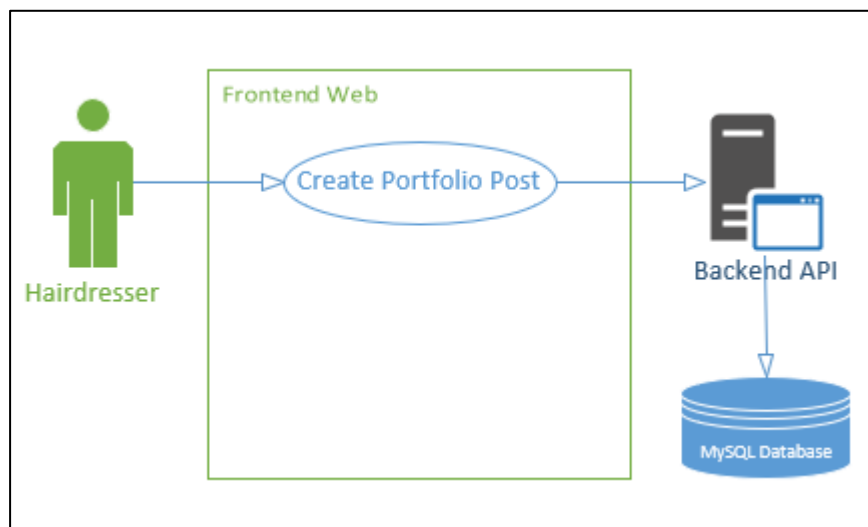 Frontend Web
Create Portfolio Post
Hairdresser
Backend API
MySQL Database